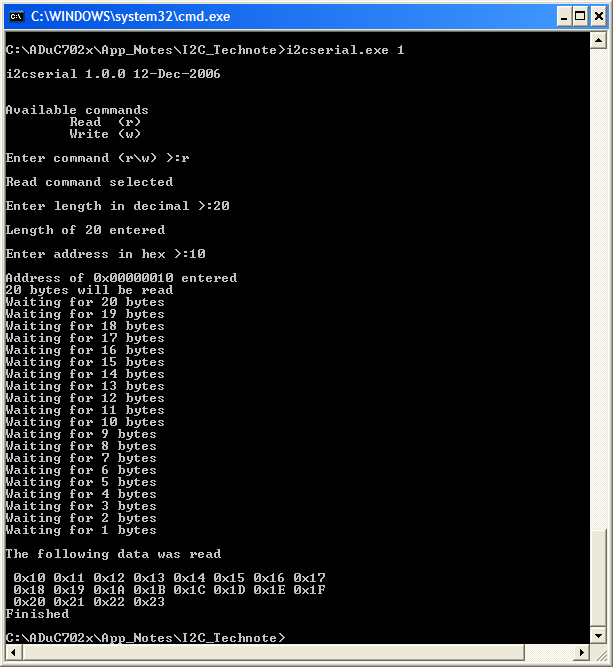 C:\WINDOWS\system32\cmd.exe
C:\ADuC702x\App_Notes\I2C_Technote>i2cserial.exe 1
i2cserial 1.0.0 12-Dec-2006
Available commands
Read (r)
Write (w)
Enter command (r\w) >:r
Read command selected
Enter length in decimal >:20
Length of 20 entered
Enter address in hex >:10
Address of 0x00000010 entered
20 bytes will be read
Waiting for 20 bytes
Waiting for 19 bytes
Waiting for 18 bytes
Waiting for 17 bytes
Waiting for 16 bytes
Waiting for 15 bytes
Waiting for 14 bytes
Waiting for 13 bytes
Waiting for 12 bytes
Waiting for 11 bytes
Waiting for 10 bytes
Waiting for 9 bytes
Waiting for 8 bytes
Waiting for 7 bytes
Waiting for 6 bytes
Waiting for 5 bytes
Waiting for 4 bytes
Waiting for 3 bytes
Waiting for 2 bytes
Waiting for 1 bytes
The following data was read
0x10 0x11 0x12 0x13 0x14 0x15 0x16 0x17
0x18 0x19 0x1A 0x1B 0x1C 0x1D 0x1E 0x1F
0x20 0x21 0x22 0x23
Finished
C:\ADuC702x\App_Notes\I2C_Technote>